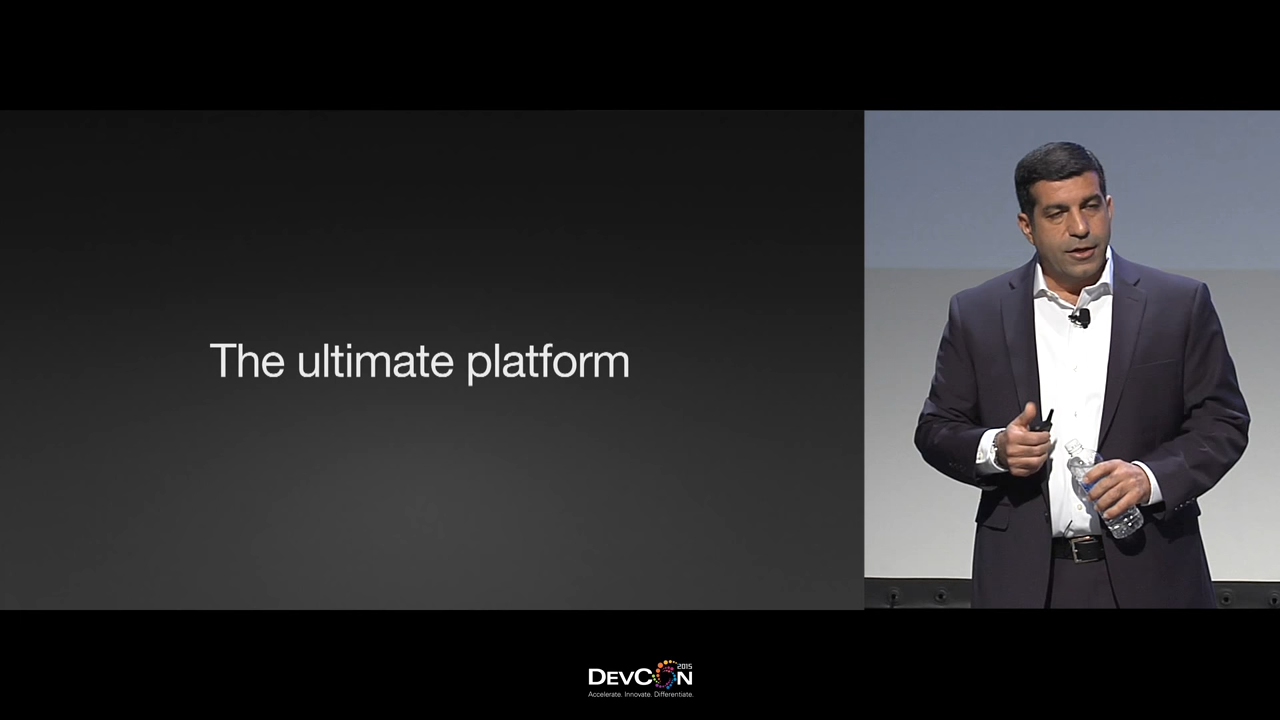 The ultimate platform
DEVCON 2015
Accelerate. Innovate. Differentiate.